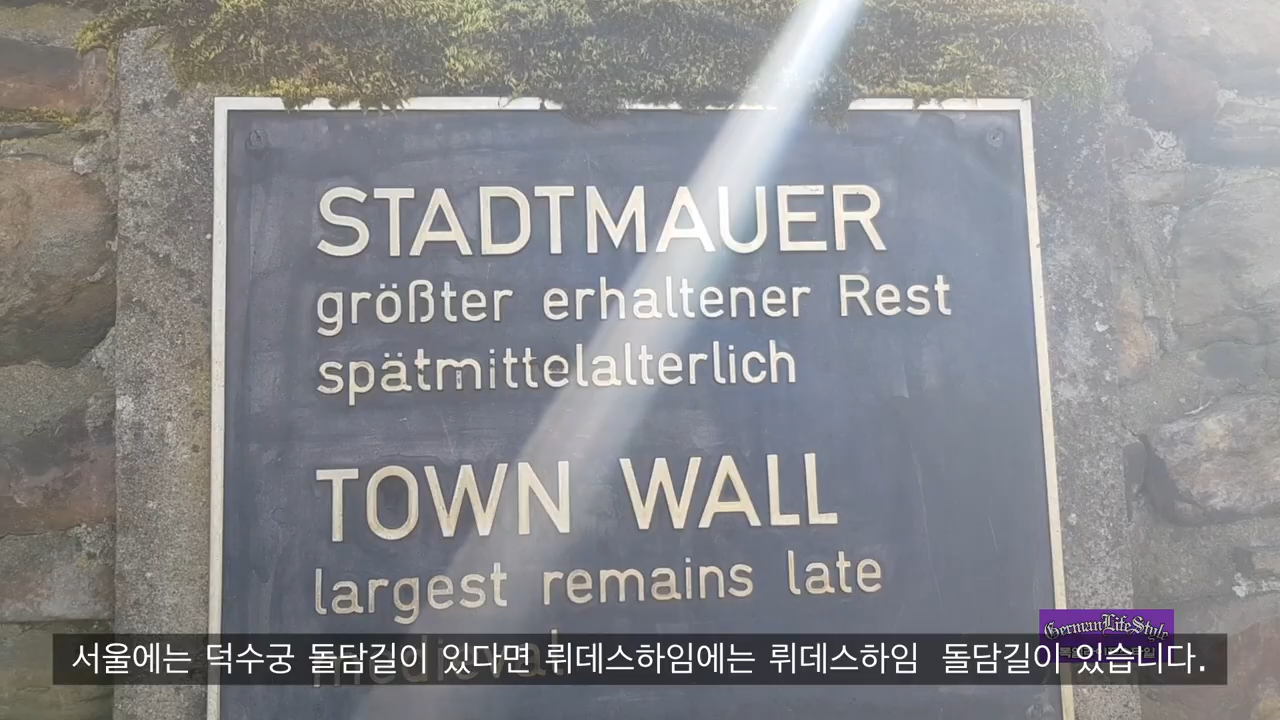 STADTMAUER
größter erhaltener Rest
spätmittelalterlich
TOWN WALL
largest remains late
medieval
GermanLifeStyle
서울에는 덕수궁 돌담길이 있다면 뤼데스하임에는 뤼데스하임 돌담길이 있습니다.